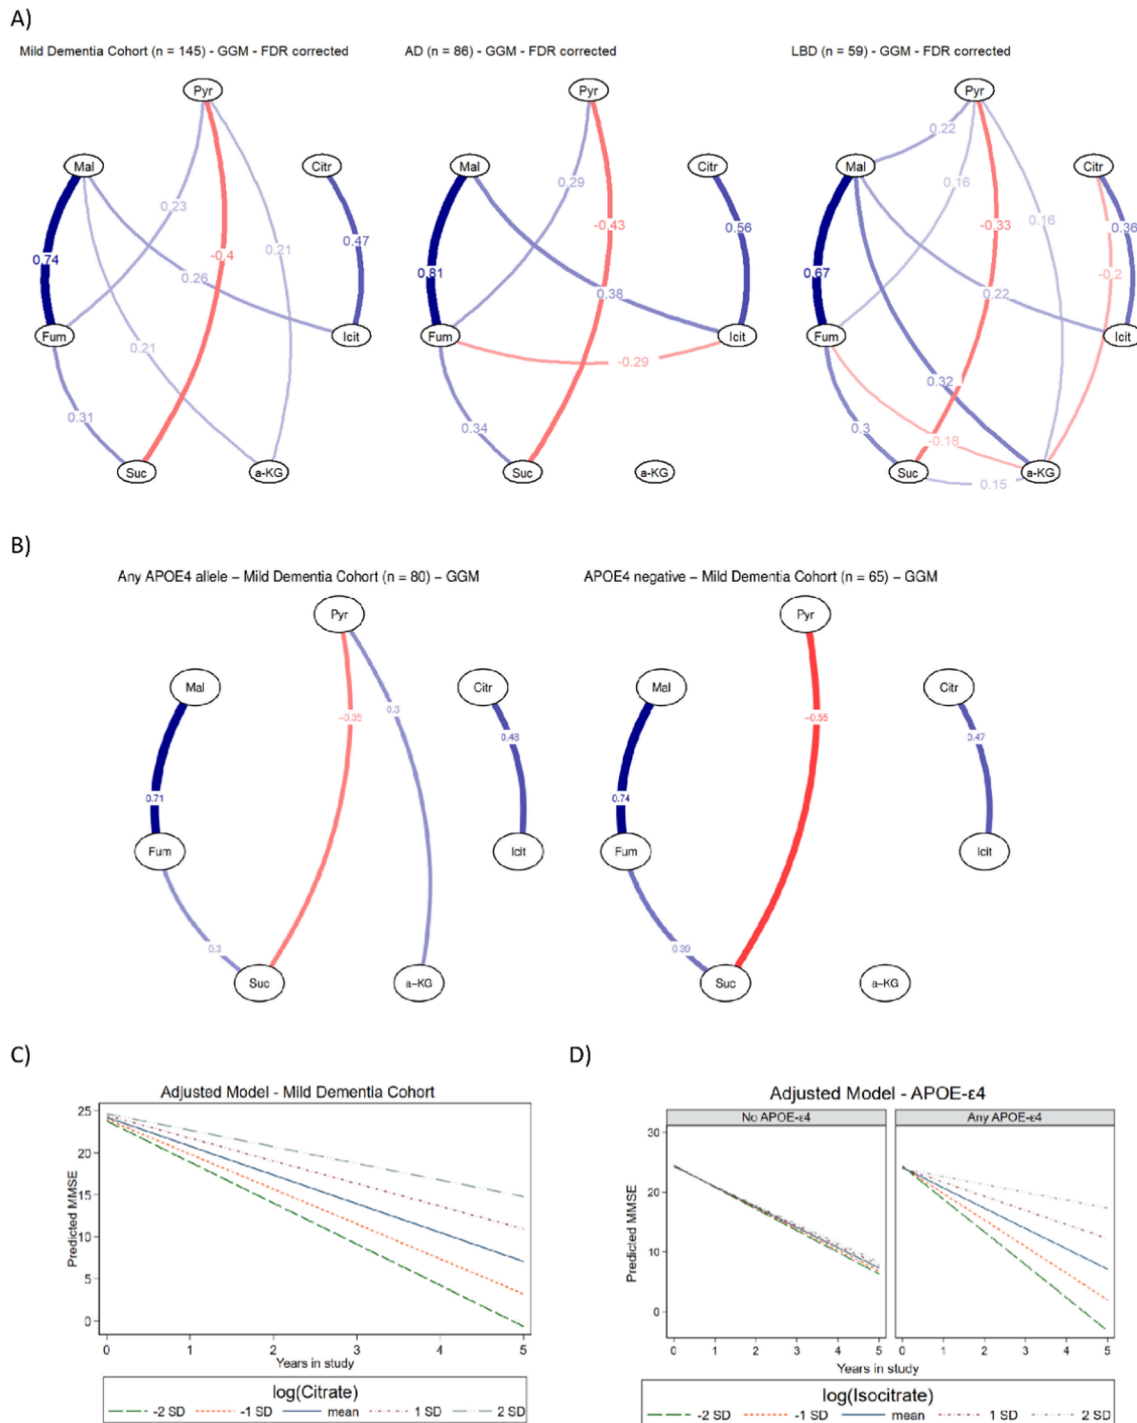 A)
Mild Dementia Cohort (n = 145) - GGM - FDR corrected
AD (n = 86) - GGM - FDR corrected
LBD (n = 59) - GGM - FDR corrected
Pyr
Mal
Citr
0.23
0.21
0.47
-0.4
0.74
0.26
Fum
Icit
0.21
0.31
Suc
a-KG
Pyr
Mal
Citr
0.29
-0.43
0.56
0.81
0.38
Fum
Icit
-0.29
0.34
Suc
a-KG
Pyr
0.22
Mal
Citr
0.16
0.16
-0.33
0.36
0.67
-0.2
0.22
Fum
Icit
0.32
0.3
-0.18
Suc
a-KG
0.15
B)
Any APOE4 allele – Mild Dementia Cohort (n = 80) – GGM
APOE4 negative – Mild Dementia Cohort (n = 65) – GGM
Pyr
Mal
Citr
−0.35
0.3
0.48
0.71
Fum
Icit
0.3
Suc
a−KG
Pyr
Mal
Citr
−0.55
0.47
0.74
Fum
Icit
0.39
Suc
a−KG
C)
Adjusted Model - Mild Dementia Cohort
Predicted MMSE
25
20
15
10
5
0
0 1 2 3 4 5
Years in study
log(Citrate)
-2 SD -1 SD mean 1 SD 2 SD
D)
Adjusted Model - APOE-ε4
No APOE-ε4 Any APOE-ε4
Predicted MMSE
30
20
10
0
0 1 2 3 4 5 0 1 2 3 4 5
Years in study
log(Isocitrate)
-2 SD -1 SD mean 1 SD 2 SD